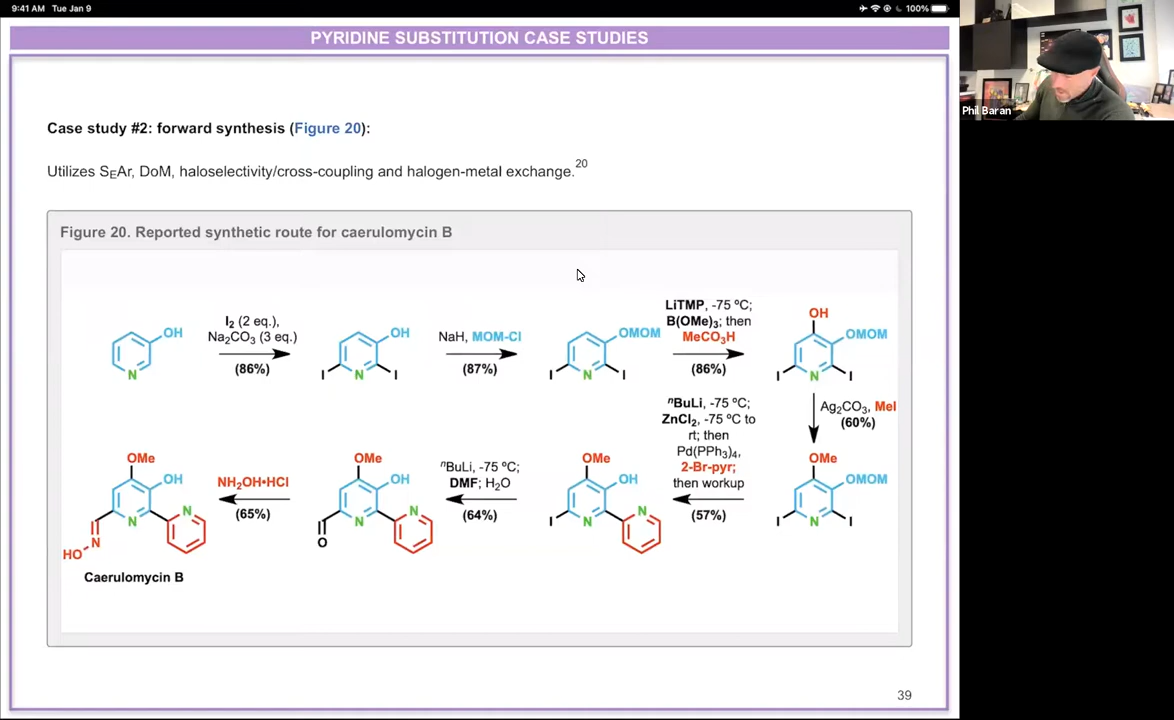 9:41 AM Tue Jan 9
100%
PYRIDINE SUBSTITUTION CASE STUDIES
Phil Baran
Case study #2: forward synthesis (Figure 20):
Utilizes SEAr, DoM, haloselectivity/cross-coupling and halogen-metal exchange.20
Figure 20. Reported synthetic route for caerulomycin B
OH
N
I2 (2 eq.),
Na2CO3 (3 eq.)
(86%)
OH
I N I
NaH, MOM-Cl
(87%)
OMOM
I N I
LiTMP, -75 ºC;
B(OMe)3; then
MeCO3H
(86%)
OH
OMOM
I N I
Ag2CO3, MeI
(60%)
OMe
OMOM
I N I
nBuLi, -75 ºC;
ZnCl2, -75 ºC to
rt; then
Pd(PPh3)4,
2-Br-pyr;
then workup
(57%)
OMe
OH
I N N
nBuLi, -75 ºC;
DMF; H2O
(64%)
OMe
OH
N N
O
NH2OH•HCl
(65%)
OMe
OH
N N
N
HO
Caerulomycin B
39